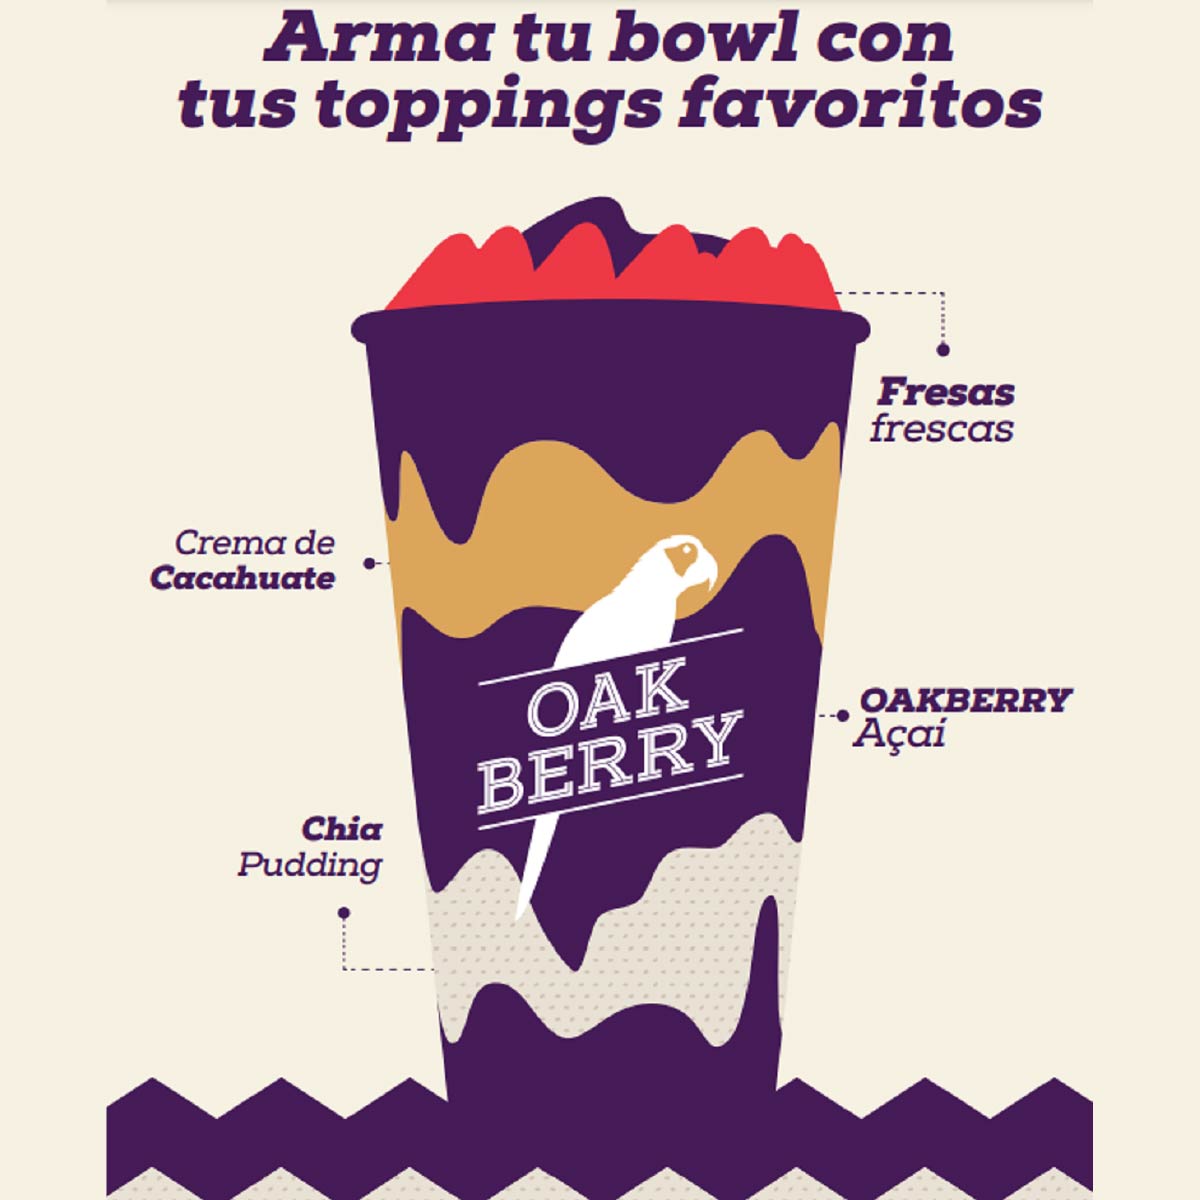 Arma tu bowl con
tus toppings favoritos
Fresas
frescas
Crema de
Cacahuate
OAK
BERRY
OAKBERRY
Açaí
Chia
Pudding